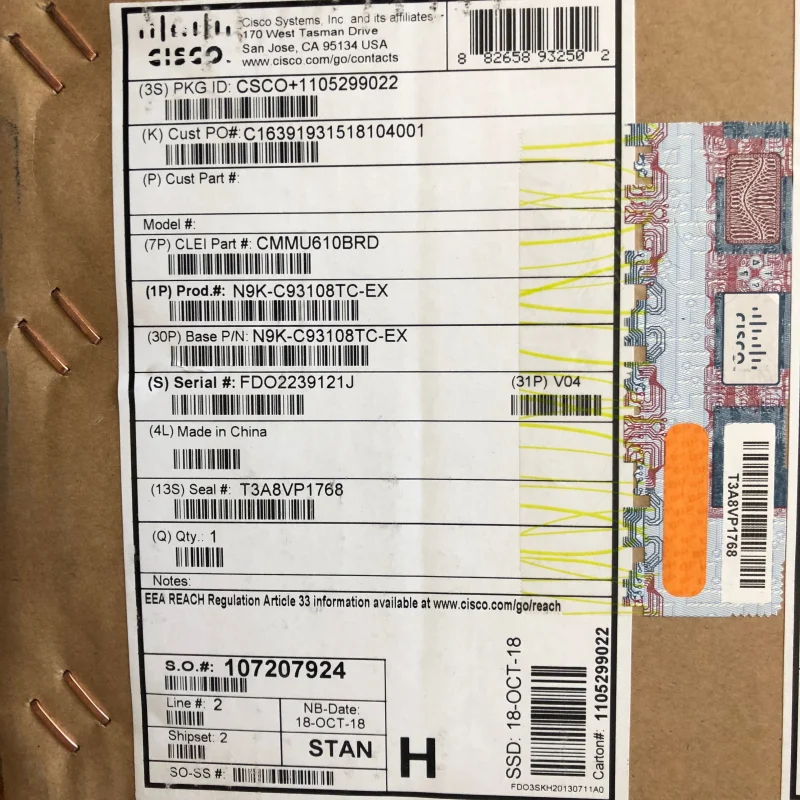 CISCO.
Cisco Systems, Inc. and its affiliates
170 West Tasman Drive
San Jose, CA 95134 USA
www.cisco.com/go/contacts
8 82658 93250 2
(3S) PKG ID: CSCO+1105299022
(K) Cust PO#: C16391931518104001
(P) Cust Part #:
Model #:
(7P) CLEI Part #: CMMU610BRD
(1P) Prod.#: N9K-C93108TC-EX
(30P) Base P/N: N9K-C93108TC-EX
(S) Serial #: FDO2239121J
(31P) V04
(4L) Made in China
(13S) Seal #: T3A8VP1768
(Q) Qty.: 1
Notes:
EEA REACH Regulation Article 33 information available at www.cisco.com/go/reach
S.O.#: 107207924
Line #: 2
NB-Date:
18-OCT-18
Shipset: 2
STAN
SO-SS #:
H
SSD: 18-OCT-18
Carton#: 1105299022
FDO3SKH20130711A0
CISCO
T3A8VP1768